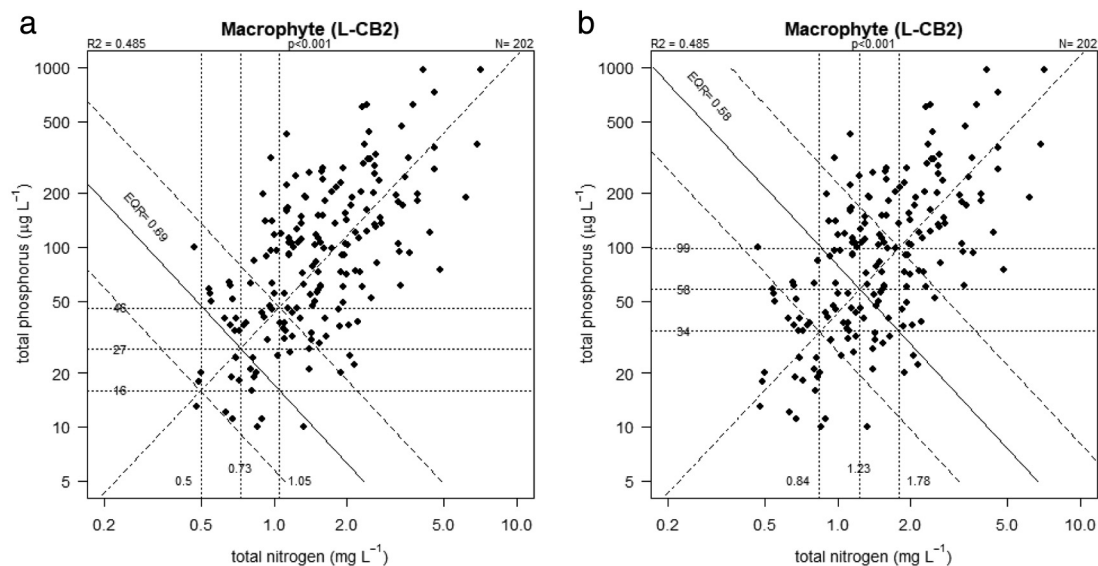 a
Macrophyte (L-CB2)
R2 = 0.485 p<0.001 N= 202
total phosphorus (µg L⁻¹)
1000
500
200
100
50
20
10
5
EQR= 0.69
46
27
16
0.5 0.73 1.05
0.2 0.5 1.0 2.0 5.0 10.0
total nitrogen (mg L⁻¹)
b
Macrophyte (L-CB2)
R2 = 0.485 p<0.001 N= 202
total phosphorus (µg L⁻¹)
1000
500
200
100
50
20
10
5
EQR= 0.58
99
58
34
0.84 1.23 1.78
0.2 0.5 1.0 2.0 5.0 10.0
total nitrogen (mg L⁻¹)